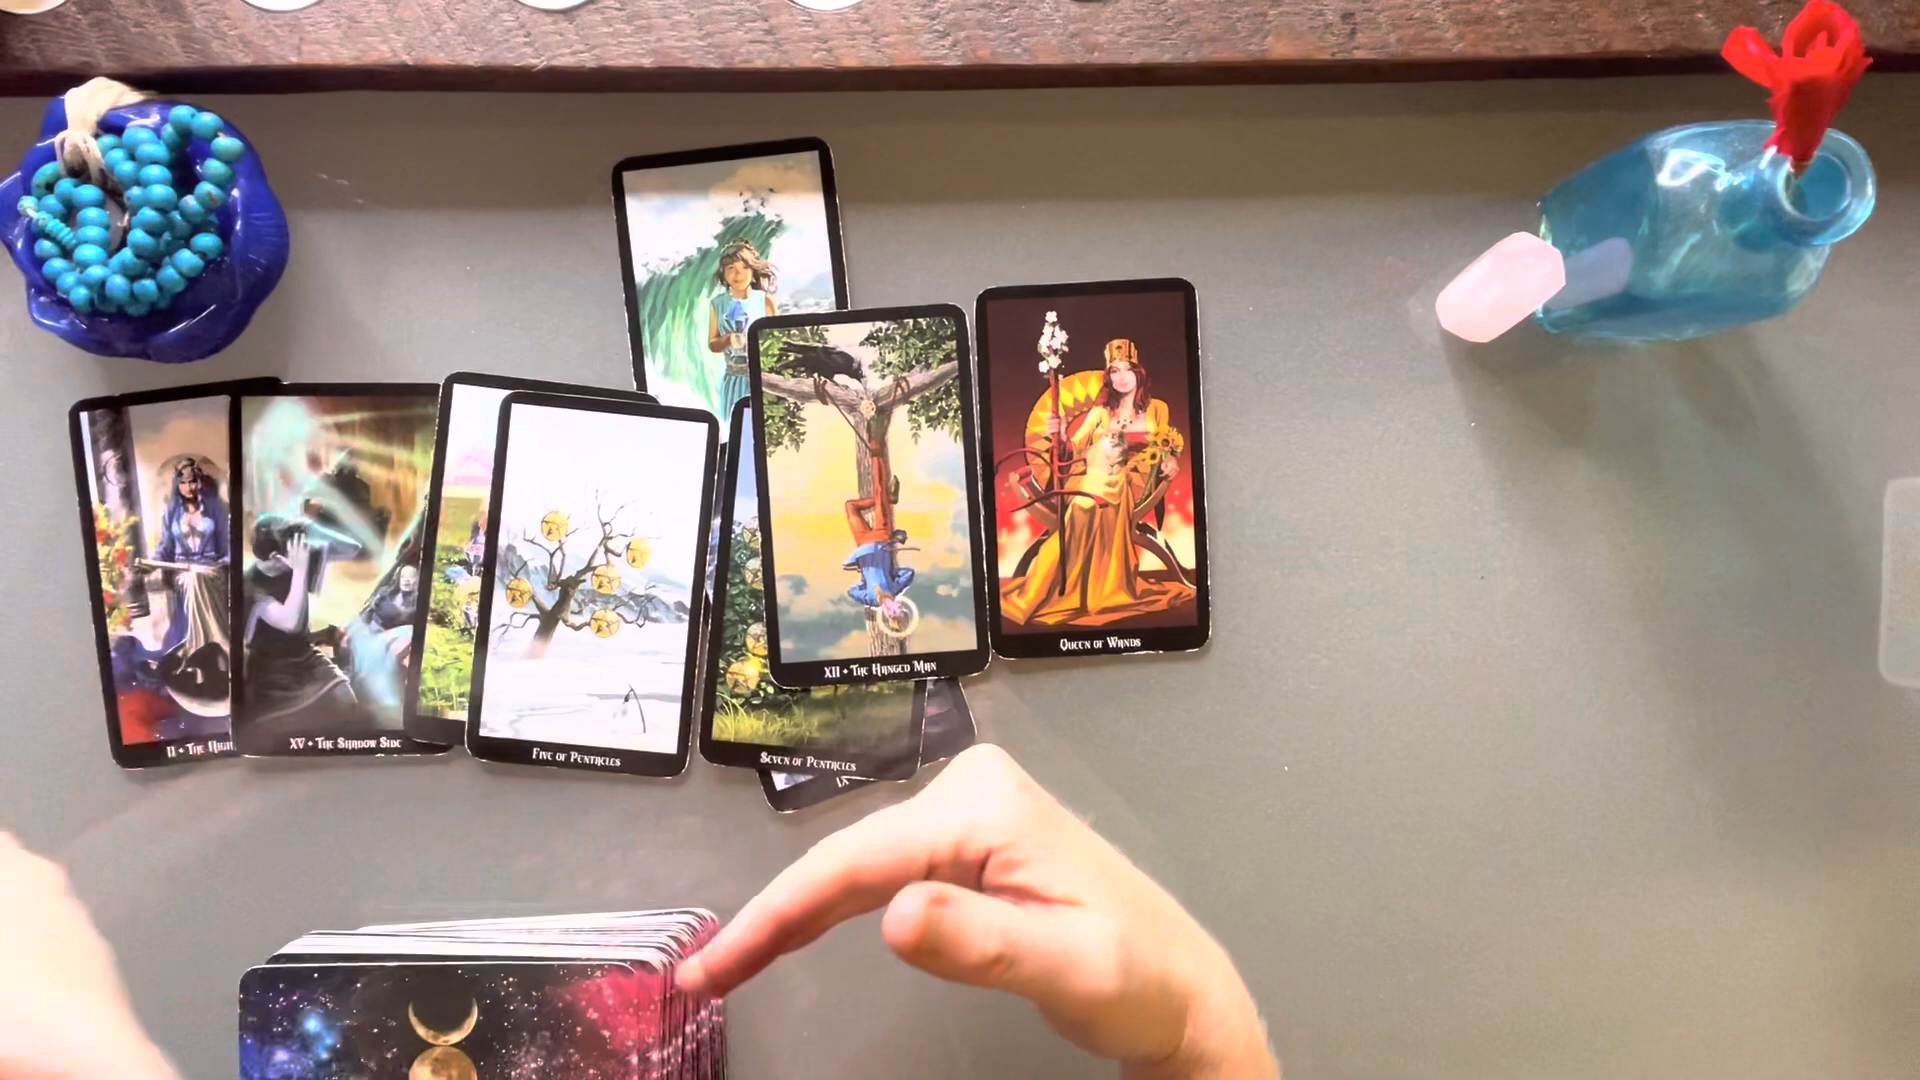 II • The High
XV • The Shadow Side
Five of Pentacles
Seven of Pentacles
XII • The Hanged Man
Queen of Wands